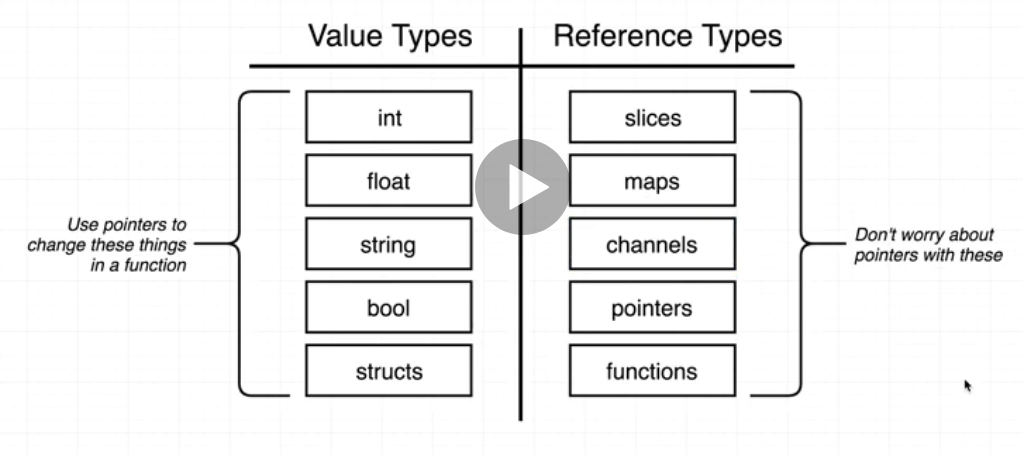 Value Types
Reference Types
int
slices
float
maps
Use pointers to
change these things
in a function
string
channels
Don't worry about
pointers with these
bool
pointers
structs
functions